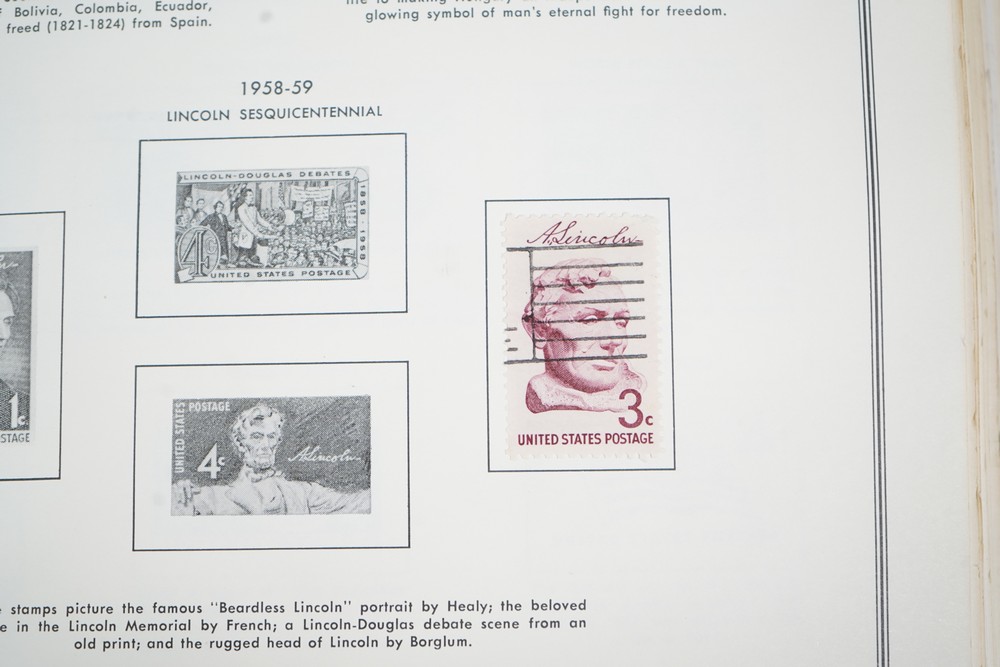 Bolivia, Colombia, Ecuador,
freed (1821-1824) from Spain.
glowing symbol of man's eternal fight for freedom.
1958-59
LINCOLN SESQUICENTENNIAL
LINCOLN-DOUGLAS DEBATES
1858-1958
4¢
UNITED STATES POSTAGE
A. Lincoln
3c
UNITED STATES POSTAGE
1c
STAGE
UNITED STATES POSTAGE
4c
A. Lincoln
stamps picture the famous "Beardless Lincoln" portrait by Healy; the beloved
in the Lincoln Memorial by French; a Lincoln-Douglas debate scene from an
old print; and the rugged head of Lincoln by Borglum.